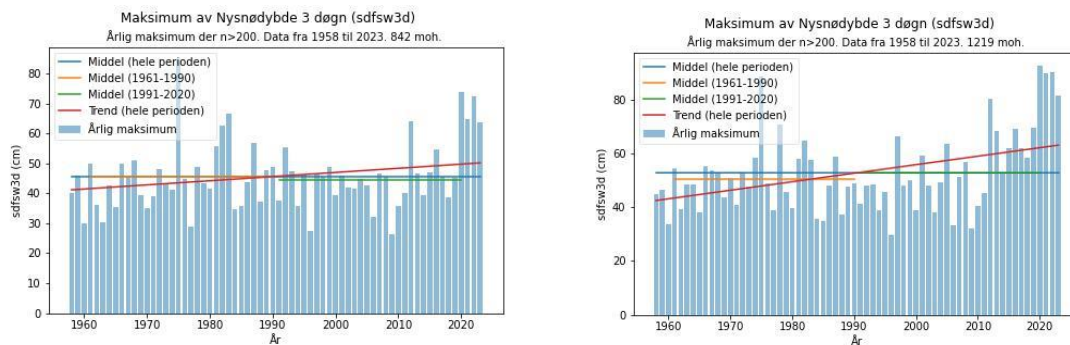 Maksimum av Nysnødybde 3 døgn (sdfsw3d)
Årlig maksimum der n>200. Data fra 1958 til 2023. 842 moh.
Middel (hele perioden)
Middel (1961-1990)
Middel (1991-2020)
Trend (hele perioden)
Årlig maksimum
sdfsw3d (cm)
80
70
60
50
40
30
20
10
0
1960
1970
1980
1990
2000
2010
2020
År
Maksimum av Nysnødybde 3 døgn (sdfsw3d)
Årlig maksimum der n>200. Data fra 1958 til 2023. 1219 moh.
Middel (hele perioden)
Middel (1961-1990)
Middel (1991-2020)
Trend (hele perioden)
Årlig maksimum
sdfsw3d (cm)
80
60
40
20
0
1960
1970
1980
1990
2000
2010
2020
År